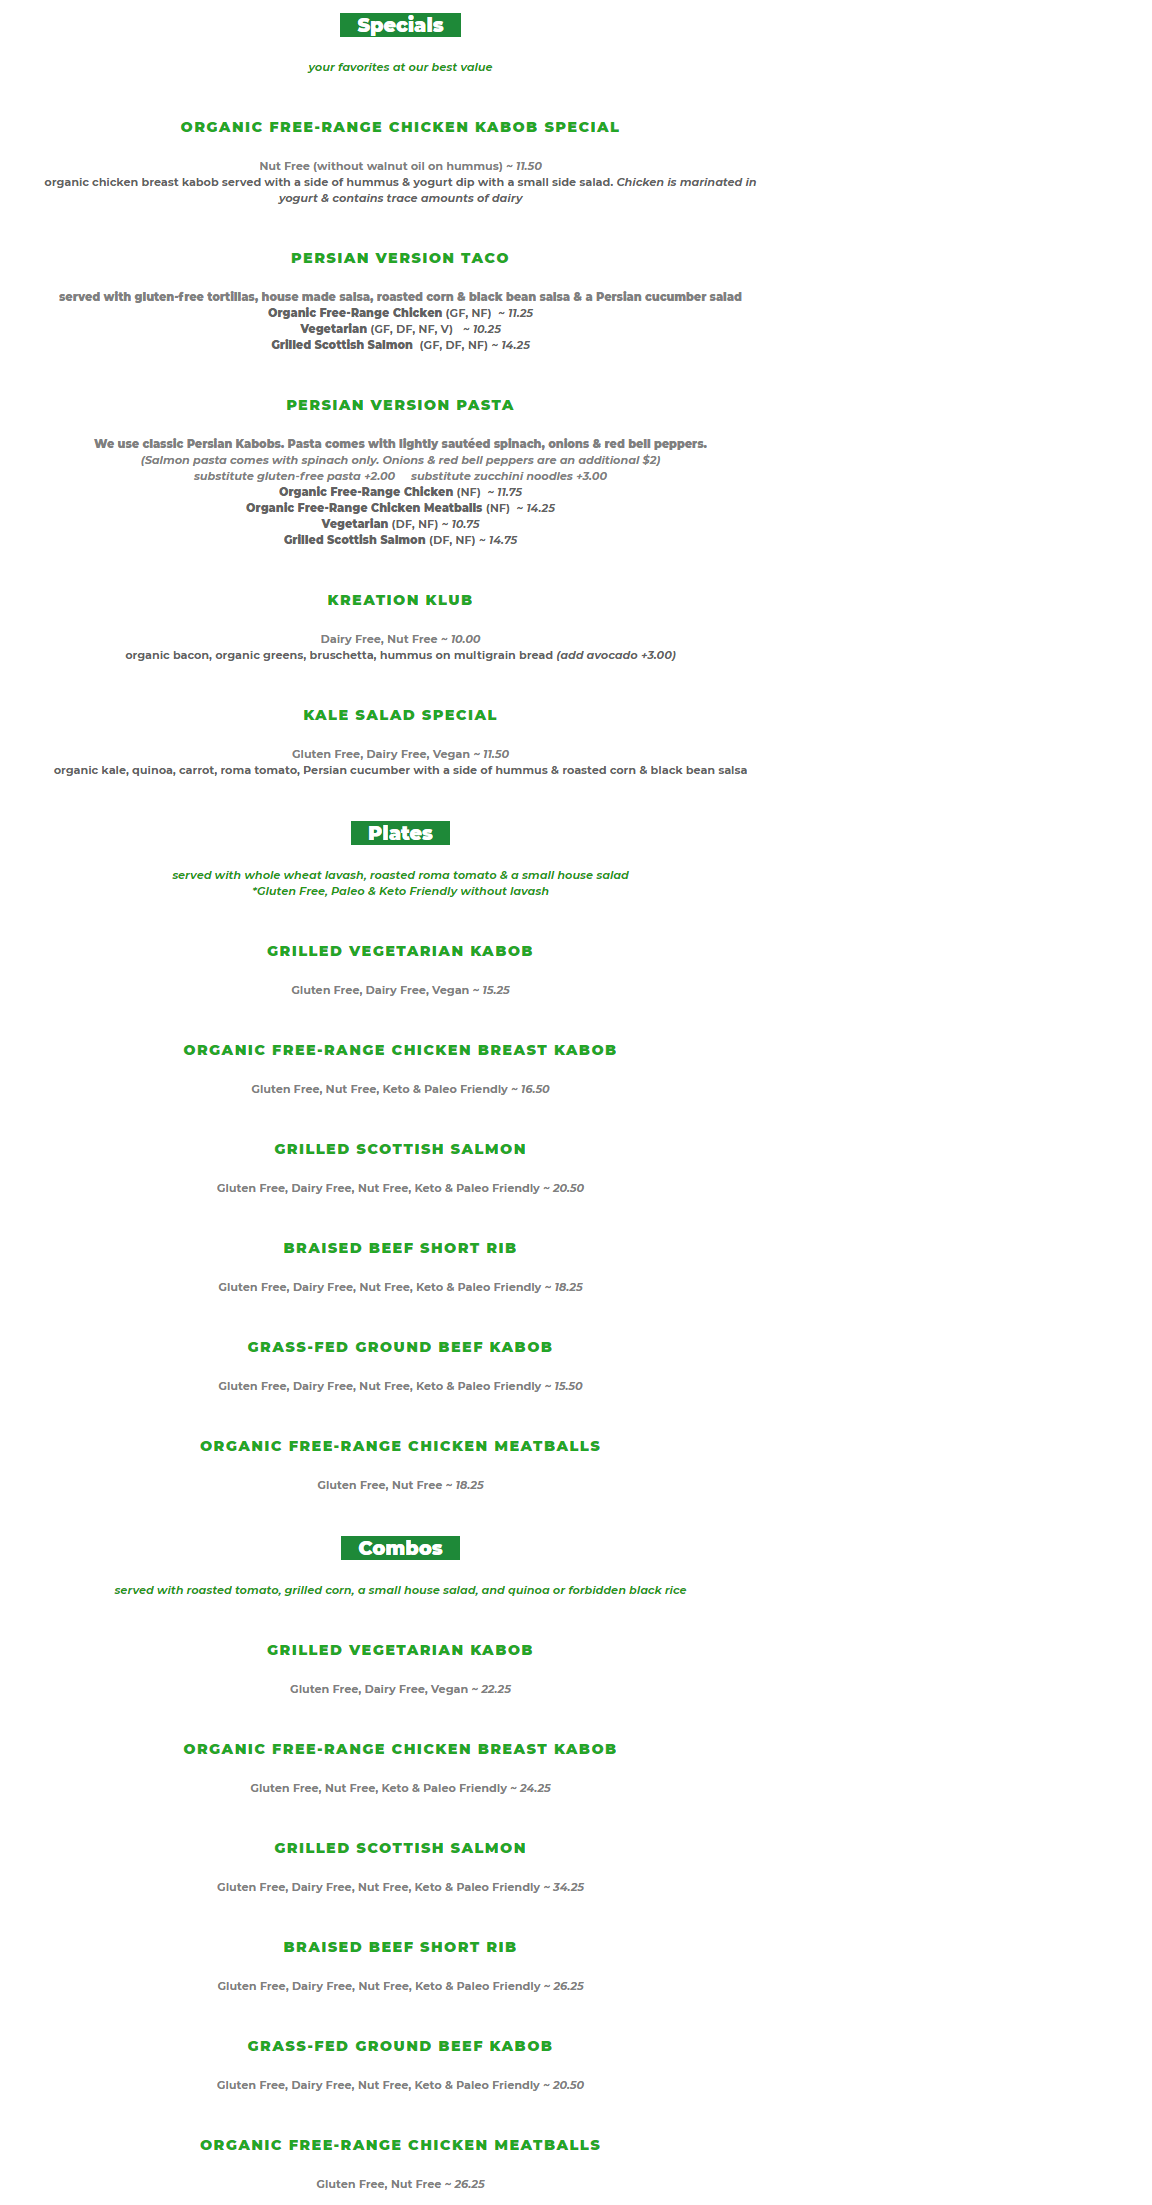 Specials
your favorites at our best value
ORGANIC FREE-RANGE CHICKEN KABOB SPECIAL
Nut Free (without walnut oil on hummus) ~ 11.50
organic chicken breast kabob served with a side of hummus & yogurt dip with a small side salad. Chicken is marinated in
yogurt & contains trace amounts of dairy
PERSIAN VERSION TACO
served with gluten-free tortillas, house made salsa, roasted corn & black bean salsa & a Persian cucumber salad
Organic Free-Range Chicken (GF, NF)  ~ 11.25
Vegetarian (GF, DF, NF, V)   ~ 10.25
Grilled Scottish Salmon  (GF, DF, NF) ~ 14.25
PERSIAN VERSION PASTA
We use classic Persian Kabobs. Pasta comes with lightly sautéed spinach, onions & red bell peppers.
(Salmon pasta comes with spinach only. Onions & red bell peppers are an additional $2)
substitute gluten-free pasta +2.00     substitute zucchini noodles +3.00
Organic Free-Range Chicken (NF)  ~ 11.75
Organic Free-Range Chicken Meatballs (NF)  ~ 14.25
Vegetarian (DF, NF) ~ 10.75
Grilled Scottish Salmon (DF, NF) ~ 14.75
KREATION KLUB
Dairy Free, Nut Free ~ 10.00
organic bacon, organic greens, bruschetta, hummus on multigrain bread (add avocado +3.00)
KALE SALAD SPECIAL
Gluten Free, Dairy Free, Vegan ~ 11.50
organic kale, quinoa, carrot, roma tomato, Persian cucumber with a side of hummus & roasted corn & black bean salsa
Plates
served with whole wheat lavash, roasted roma tomato & a small house salad
*Gluten Free, Paleo & Keto Friendly without lavash
GRILLED VEGETARIAN KABOB
Gluten Free, Dairy Free, Vegan ~ 15.25
ORGANIC FREE-RANGE CHICKEN BREAST KABOB
Gluten Free, Nut Free, Keto & Paleo Friendly ~ 16.50
GRILLED SCOTTISH SALMON
Gluten Free, Dairy Free, Nut Free, Keto & Paleo Friendly ~ 20.50
BRAISED BEEF SHORT RIB
Gluten Free, Dairy Free, Nut Free, Keto & Paleo Friendly ~ 18.25
GRASS-FED GROUND BEEF KABOB
Gluten Free, Dairy Free, Nut Free, Keto & Paleo Friendly ~ 15.50
ORGANIC FREE-RANGE CHICKEN MEATBALLS
Gluten Free, Nut Free ~ 18.25
Combos
served with roasted tomato, grilled corn, a small house salad, and quinoa or forbidden black rice
GRILLED VEGETARIAN KABOB
Gluten Free, Dairy Free, Vegan ~ 22.25
ORGANIC FREE-RANGE CHICKEN BREAST KABOB
Gluten Free, Nut Free, Keto & Paleo Friendly ~ 24.25
GRILLED SCOTTISH SALMON
Gluten Free, Dairy Free, Nut Free, Keto & Paleo Friendly ~ 34.25
BRAISED BEEF SHORT RIB
Gluten Free, Dairy Free, Nut Free, Keto & Paleo Friendly ~ 26.25
GRASS-FED GROUND BEEF KABOB
Gluten Free, Dairy Free, Nut Free, Keto & Paleo Friendly ~ 20.50
ORGANIC FREE-RANGE CHICKEN MEATBALLS
Gluten Free, Nut Free ~ 26.25